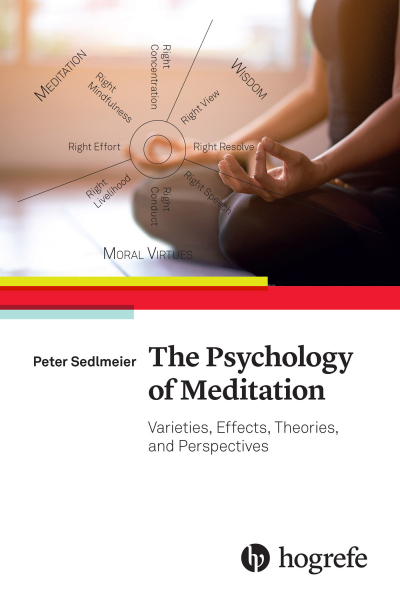 MEDITATION
Right
Concentration
WISDOM
Right
Mindfulness
Right View
Right Effort
Right Resolve
Right
Livelihood
Right
Conduct
Right Speech
MORAL VIRTUES
Peter Sedlmeier
The Psychology
of Meditation
Varieties, Effects, Theories,
and Perspectives
hp hogrefe